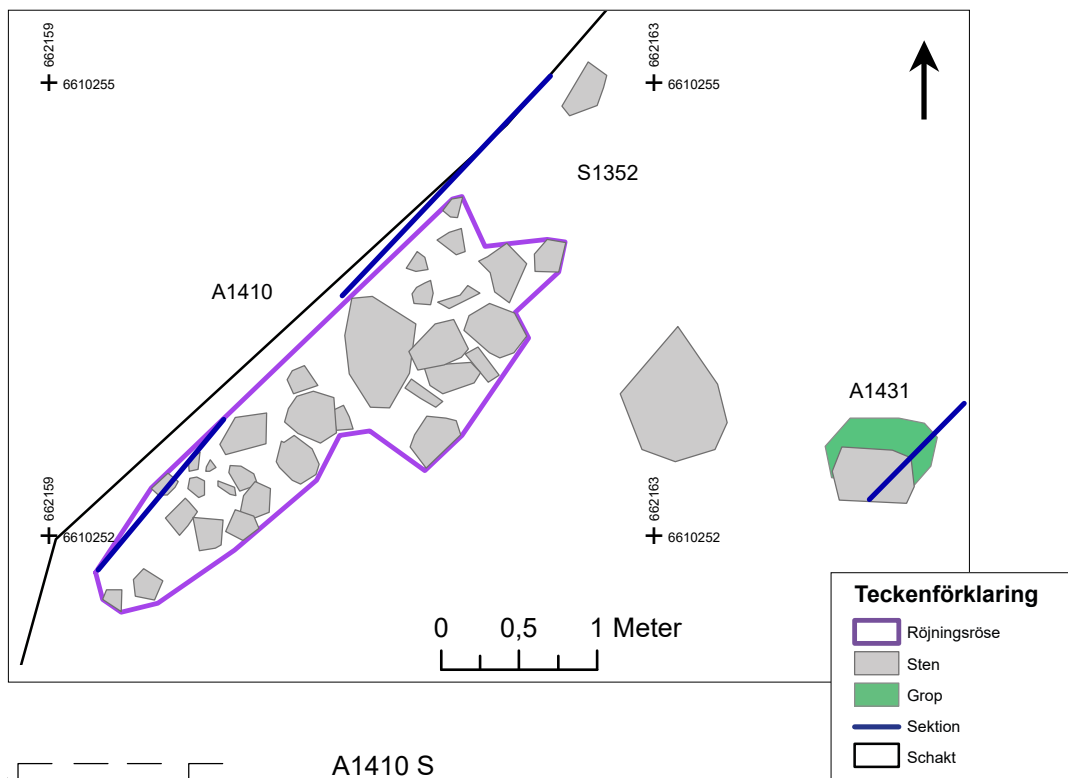 662159
6610255
662163
6610255
S1352
A1410
A1431
662159
6610252
662163
6610252
0 0,5 1 Meter
Teckenförklaring
Röjningsröse
Sten
Grop
Sektion
Schakt
A1410 S